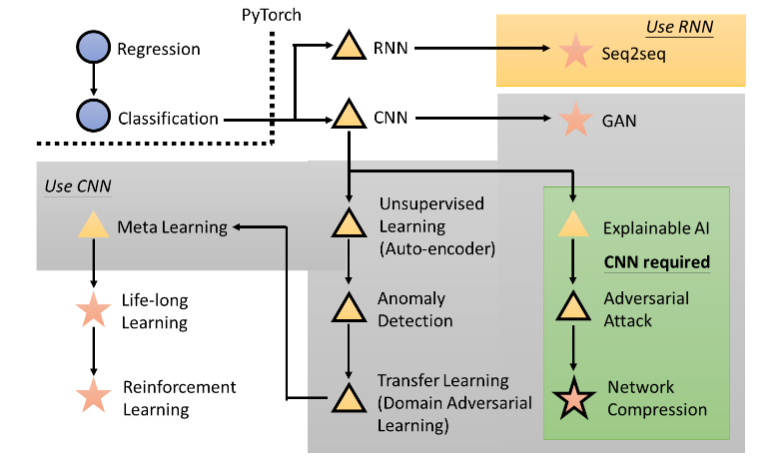 PyTorch
Regression
Classification
RNN
Use RNN
Seq2seq
CNN
GAN
Use CNN
Meta Learning
Life-long
Learning
Reinforcement
Learning
Unsupervised
Learning
(Auto-encoder)
Anomaly
Detection
Transfer Learning
(Domain Adversarial
Learning)
Explainable AI
CNN required
Adversarial
Attack
Network
Compression